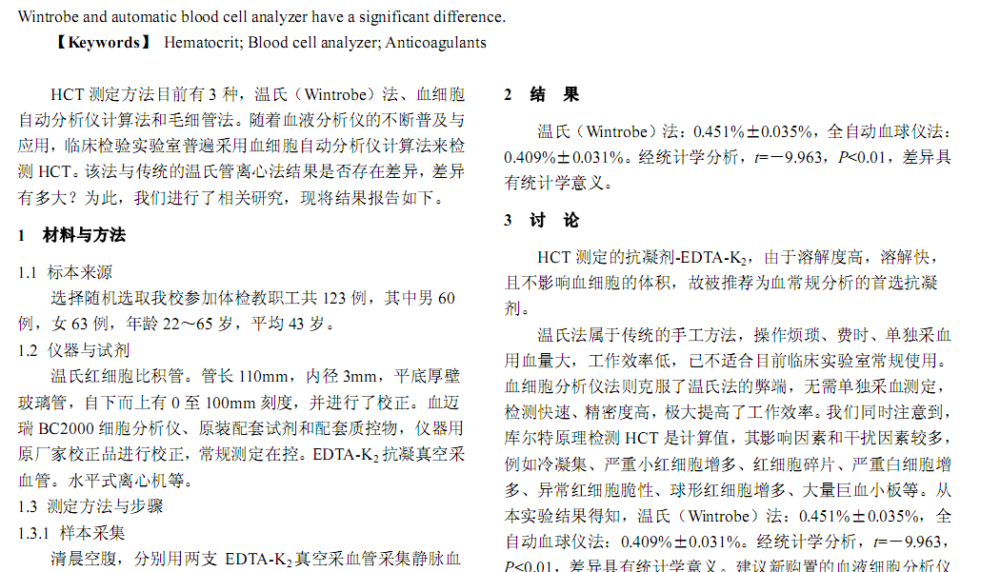 Wintrobe and automatic blood cell analyzer have a significant difference.
【Keywords】 Hematocrit; Blood cell analyzer; Anticoagulants
HCT 测定方法目前有 3 种，温氏（Wintrobe）法、血细胞
自动分析仪计算法和毛细管法。随着血液分析仪的不断普及与
应用，临床检验实验室普遍采用血细胞自动分析仪计算法来检
测 HCT。该法与传统的温氏管离心法结果是否存在差异，差异
有多大？为此，我们进行了相关研究，现将结果报告如下。
1 材料与方法
1.1 标本来源
选择随机选取我校参加体检教职工共 123 例，其中男 60
例，女 63 例，年龄 22～65 岁，平均 43 岁。
1.2 仪器与试剂
温氏红细胞比积管。管长 110mm，内径 3mm，平底厚壁
玻璃管，自下而上有 0 至 100mm 刻度，并进行了校正。血迈
瑞 BC2000 细胞分析仪、原装配套试剂和配套质控物，仪器用
原厂家校正品进行校正，常规测定在控。EDTA-K2 抗凝真空采
血管。水平式离心机等。
1.3 测定方法与步骤
1.3.1 样本采集
清晨空腹，分别用两支 EDTA-K2 真空采血管采集静脉血
2 结 果
温氏（Wintrobe）法：0.451%±0.035%，全自动血球仪法：
0.409%±0.031%。经统计学分析，t=－9.963，P<0.01，差异具
有统计学意义。
3 讨 论
HCT 测定的抗凝剂-EDTA-K2，由于溶解度高，溶解快，
且不影响血细胞的体积，故被推荐为血常规分析的首选抗凝
剂。
温氏法属于传统的手工方法，操作烦琐、费时、单独采血
用血量大，工作效率低，已不适合目前临床实验室常规使用。
血细胞分析仪法则克服了温氏法的弊端，无需单独采血测定，
检测快速、精密度高，极大提高了工作效率。我们同时注意到，
库尔特原理检测 HCT 是计算值，其影响因素和干扰因素较多，
例如冷凝集、严重小红细胞增多、红细胞碎片、严重白细胞增
多、异常红细胞脆性、球形红细胞增多、大量巨血小板等。从
本实验结果得知，温氏（Wintrobe）法：0.451%±0.035%，全
自动血球仪法：0.409%±0.031%。经统计学分析，t=－9.963，
P<0.01，差异具有统计学意义。建议新购置的血液细胞分析仪